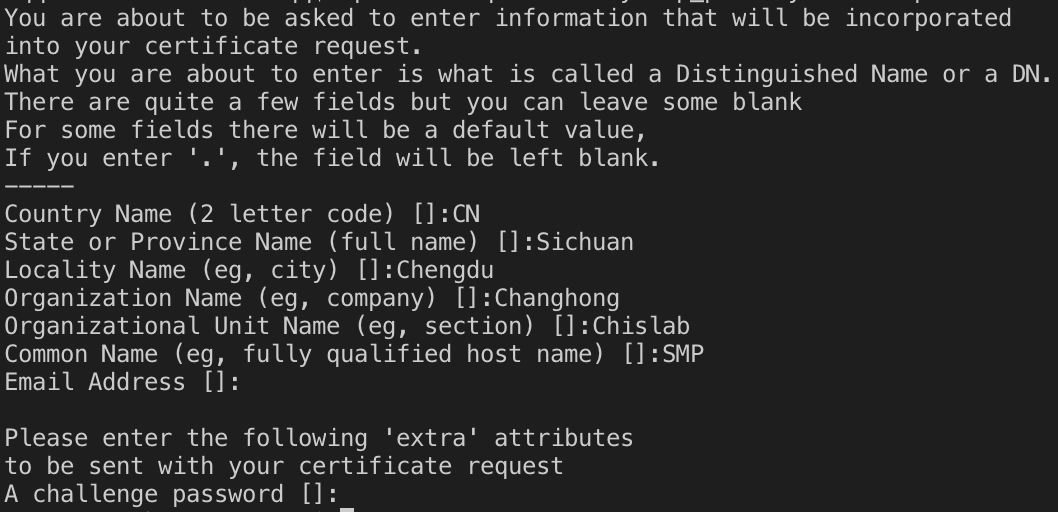 You are about to be asked to enter information that will be incorporated
into your certificate request.
What you are about to enter is what is called a Distinguished Name or a DN.
There are quite a few fields but you can leave some blank
For some fields there will be a default value,
If you enter '.', the field will be left blank.
-----
Country Name (2 letter code) []:CN
State or Province Name (full name) []:Sichuan
Locality Name (eg, city) []:Chengdu
Organization Name (eg, company) []:Changhong
Organizational Unit Name (eg, section) []:Chislab
Common Name (eg, fully qualified host name) []:SMP
Email Address []:
Please enter the following 'extra' attributes
to be sent with your certificate request
A challenge password []: